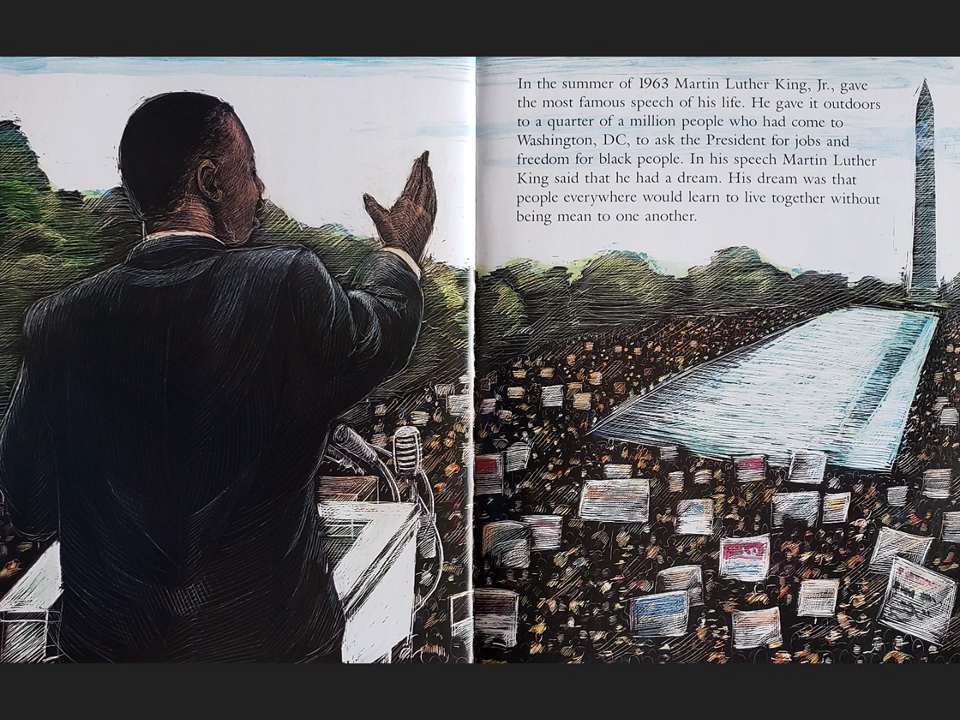 In the summer of 1963 Martin Luther King, Jr., gave
the most famous speech of his life. He gave it outdoors
to a quarter of a million people who had come to
Washington, DC, to ask the President for jobs and
freedom for black people. In his speech Martin Luther
King said that he had a dream. His dream was that
people everywhere would learn to live together without
being mean to one another.